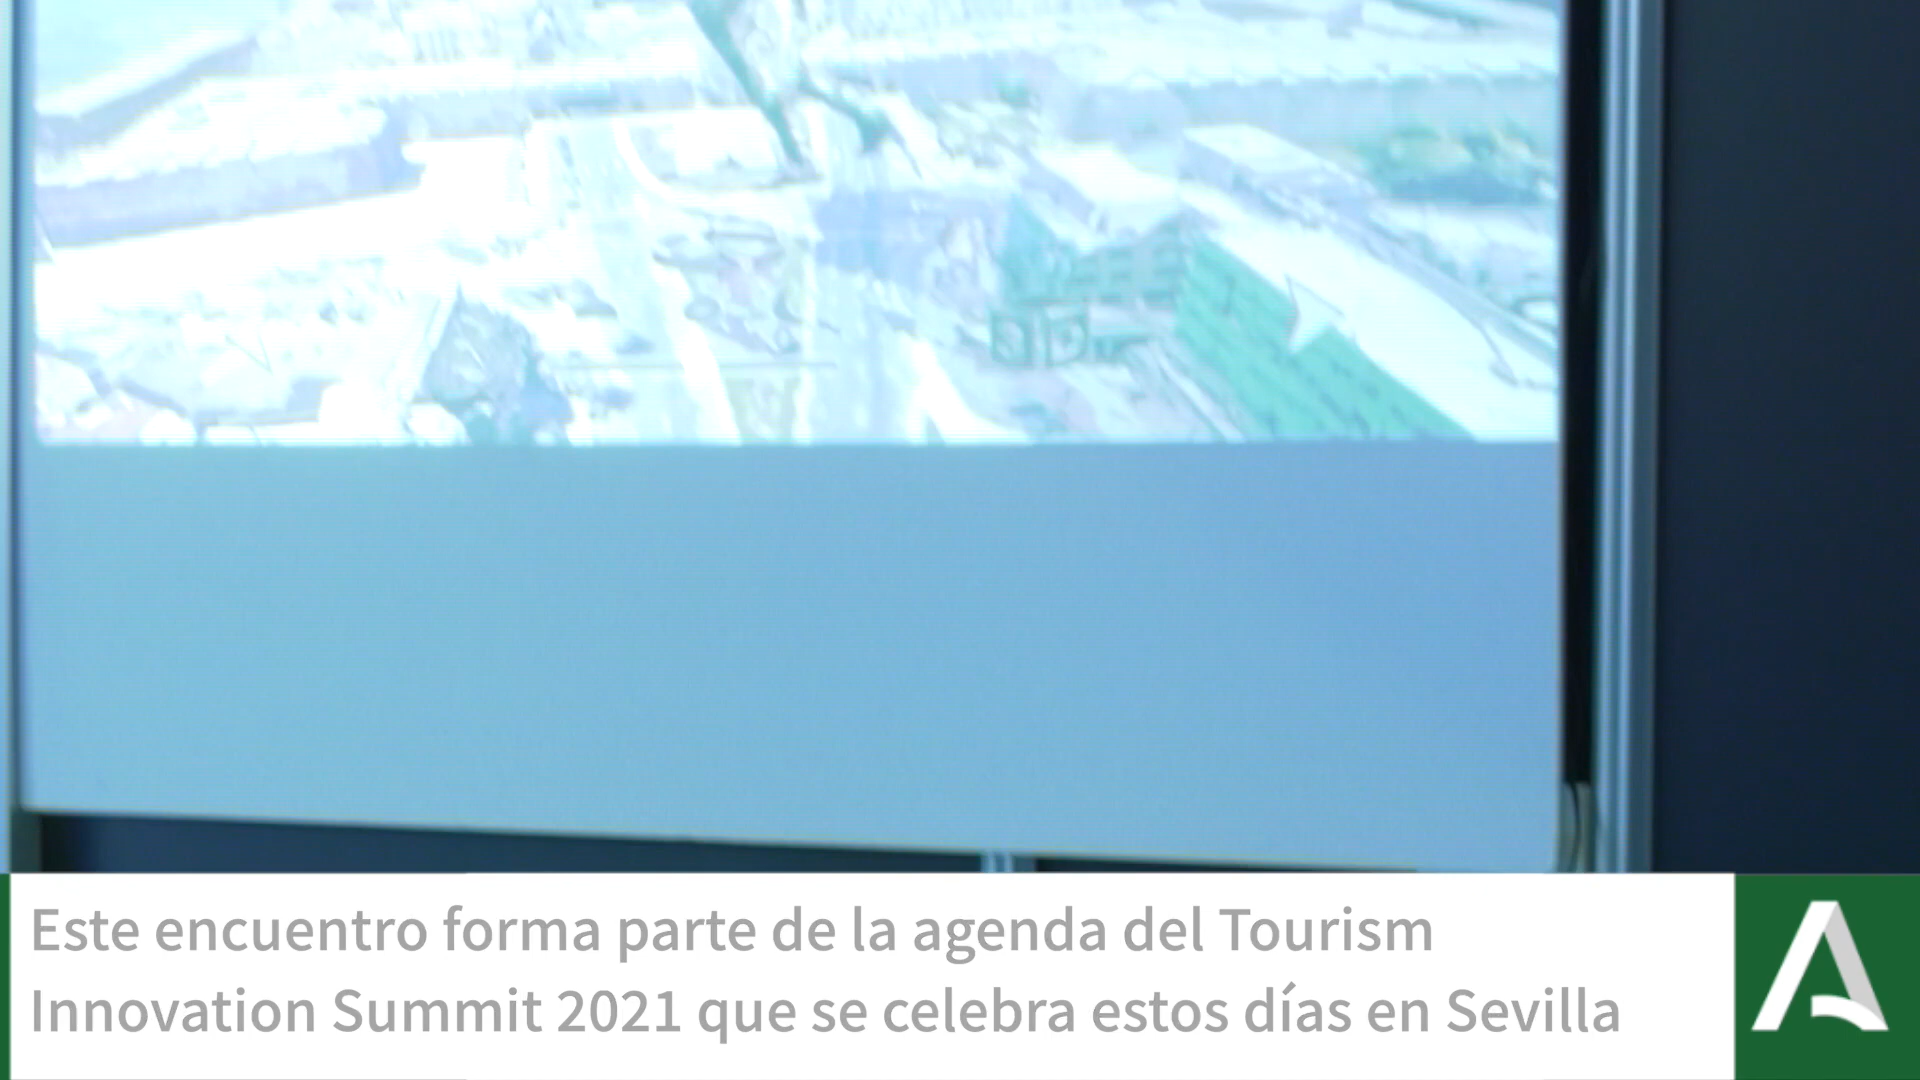 Este encuentro forma parte de la agenda del Tourism
Innovation Summit 2021 que se celebra estos días en Sevilla